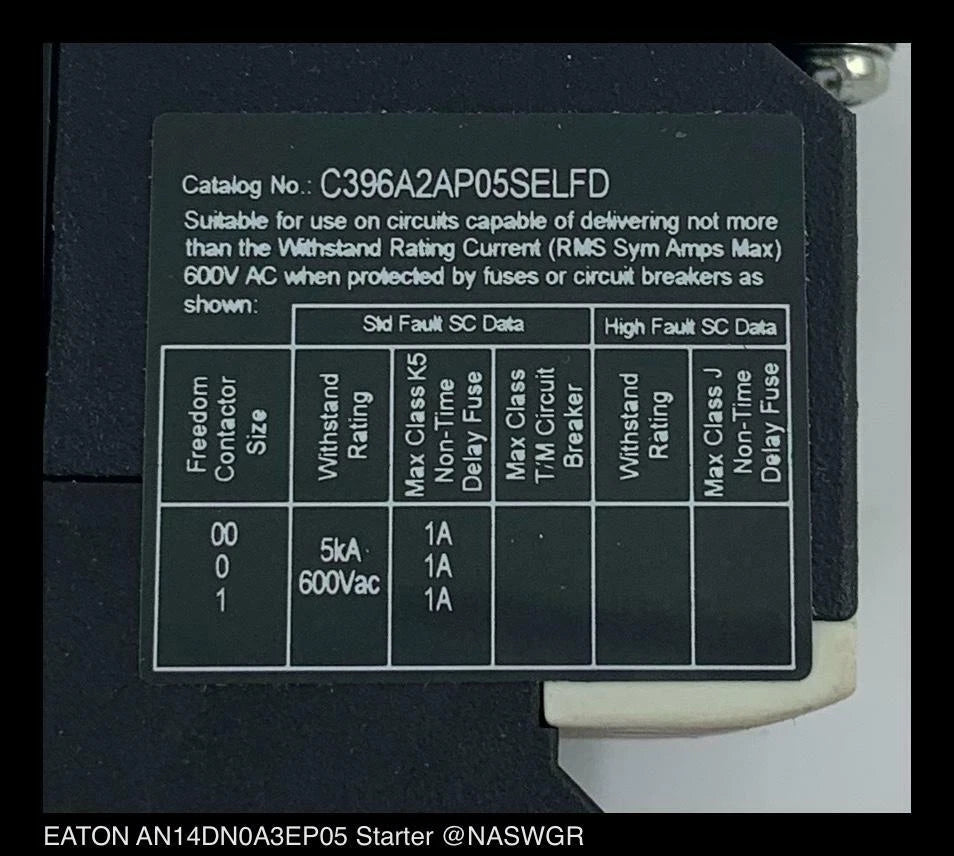 Catalog No.: C396A2AP05SELFD
Suitable for use on circuits capable of delivering not more
than the Withstand Rating Current (RMS Sym Amps Max)
600V AC when protected by fuses or circuit breakers as
shown:
Std Fault SC Data
High Fault SC Data
Freedom
Contactor
Size
Withstand
Rating
Max Class K5
Non-Time
Delay Fuse
Max Class
T/M Circuit
Breaker
Withstand
Rating
Max Class J
Non-Time
Delay Fuse
00
0
1
5kA
600Vac
1A
1A
1A
EATON AN14DN0A3EP05 Starter @NASWGR